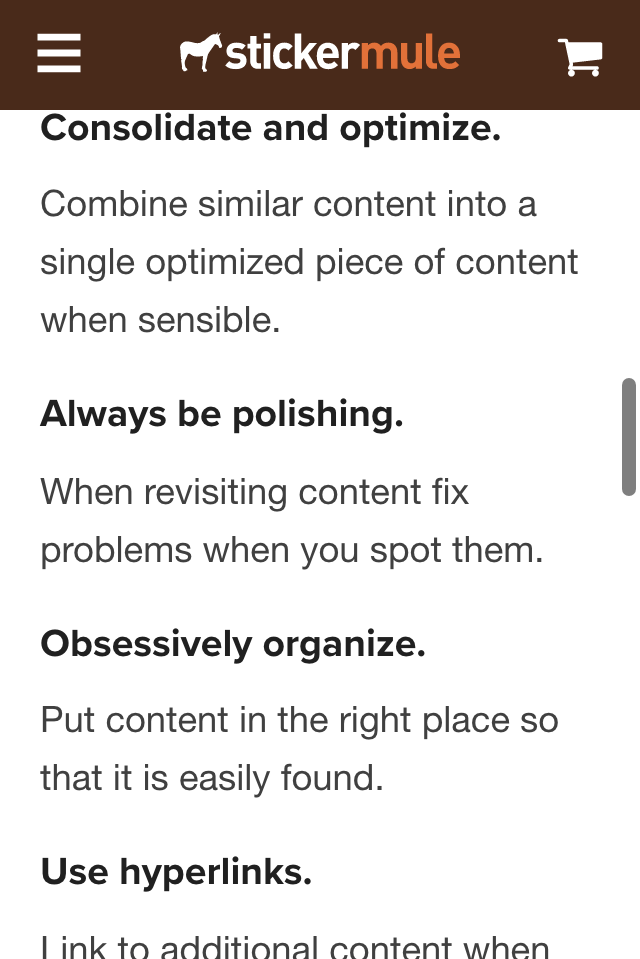 stickermule
Consolidate and optimize.
Combine similar content into a
single optimized piece of content
when sensible.
Always be polishing.
When revisiting content fix
problems when you spot them.
Obsessively organize.
Put content in the right place so
that it is easily found.
Use hyperlinks.
Link to additional content when